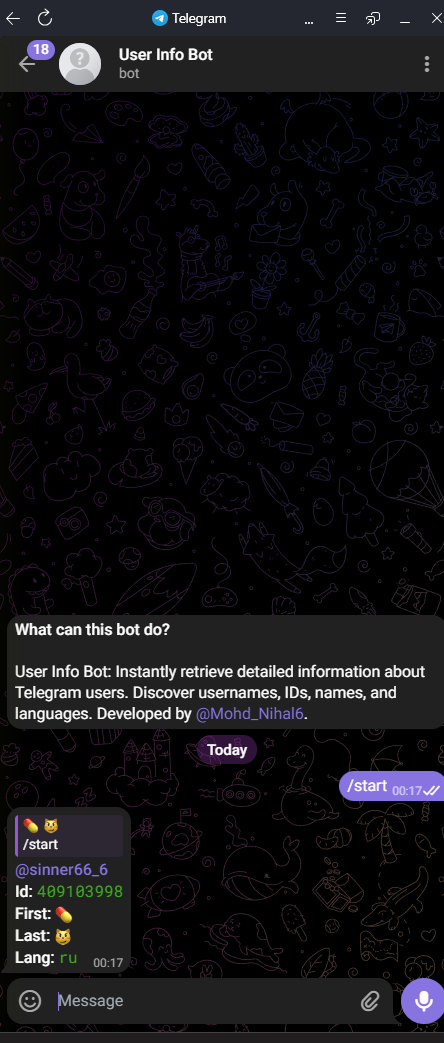 Telegram
18
User Info Bot
bot
What can this bot do?
User Info Bot: Instantly retrieve detailed information about
Telegram users. Discover usernames, IDs, names, and
languages. Developed by @Mohd_Nihal6.
Today
/start 00:17
💊 😼
/start
@sinner66_6
Id: 409103998
First: 💊
Last: 😼
Lang: ru 00:17
Message